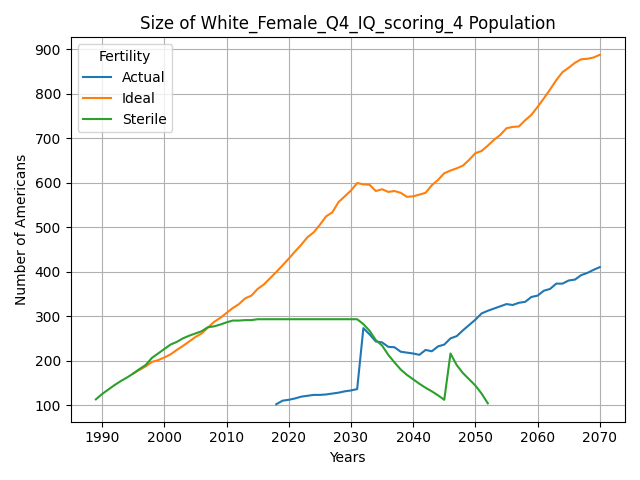 Size of White_Female_Q4_IQ_scoring_4 Population
Fertility
Actual
Ideal
Sterile
Number of Americans
900
800
700
600
500
400
300
200
100
1990
2000
2010
2020
2030
2040
2050
2060
2070
Years